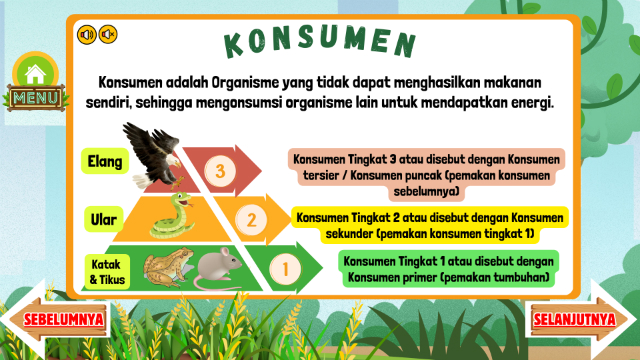 KONSUMEN
Konsumen adalah Organisme yang tidak dapat menghasilkan makanan
sendiri, sehingga mengonsumsi organisme lain untuk mendapatkan energi.
MENU
Elang
3
Konsumen Tingkat 3 atau disebut dengan Konsumen
tersier / Konsumen puncak (pemakan konsumen
sebelumnya)
Ular
2
Konsumen Tingkat 2 atau disebut dengan Konsumen
sekunder (pemakan konsumen tingkat 1)
Katak
& Tikus
1
Konsumen Tingkat 1 atau disebut dengan
Konsumen primer (pemakan tumbuhan)
SEBELUMNYA
SELANJUTNYA